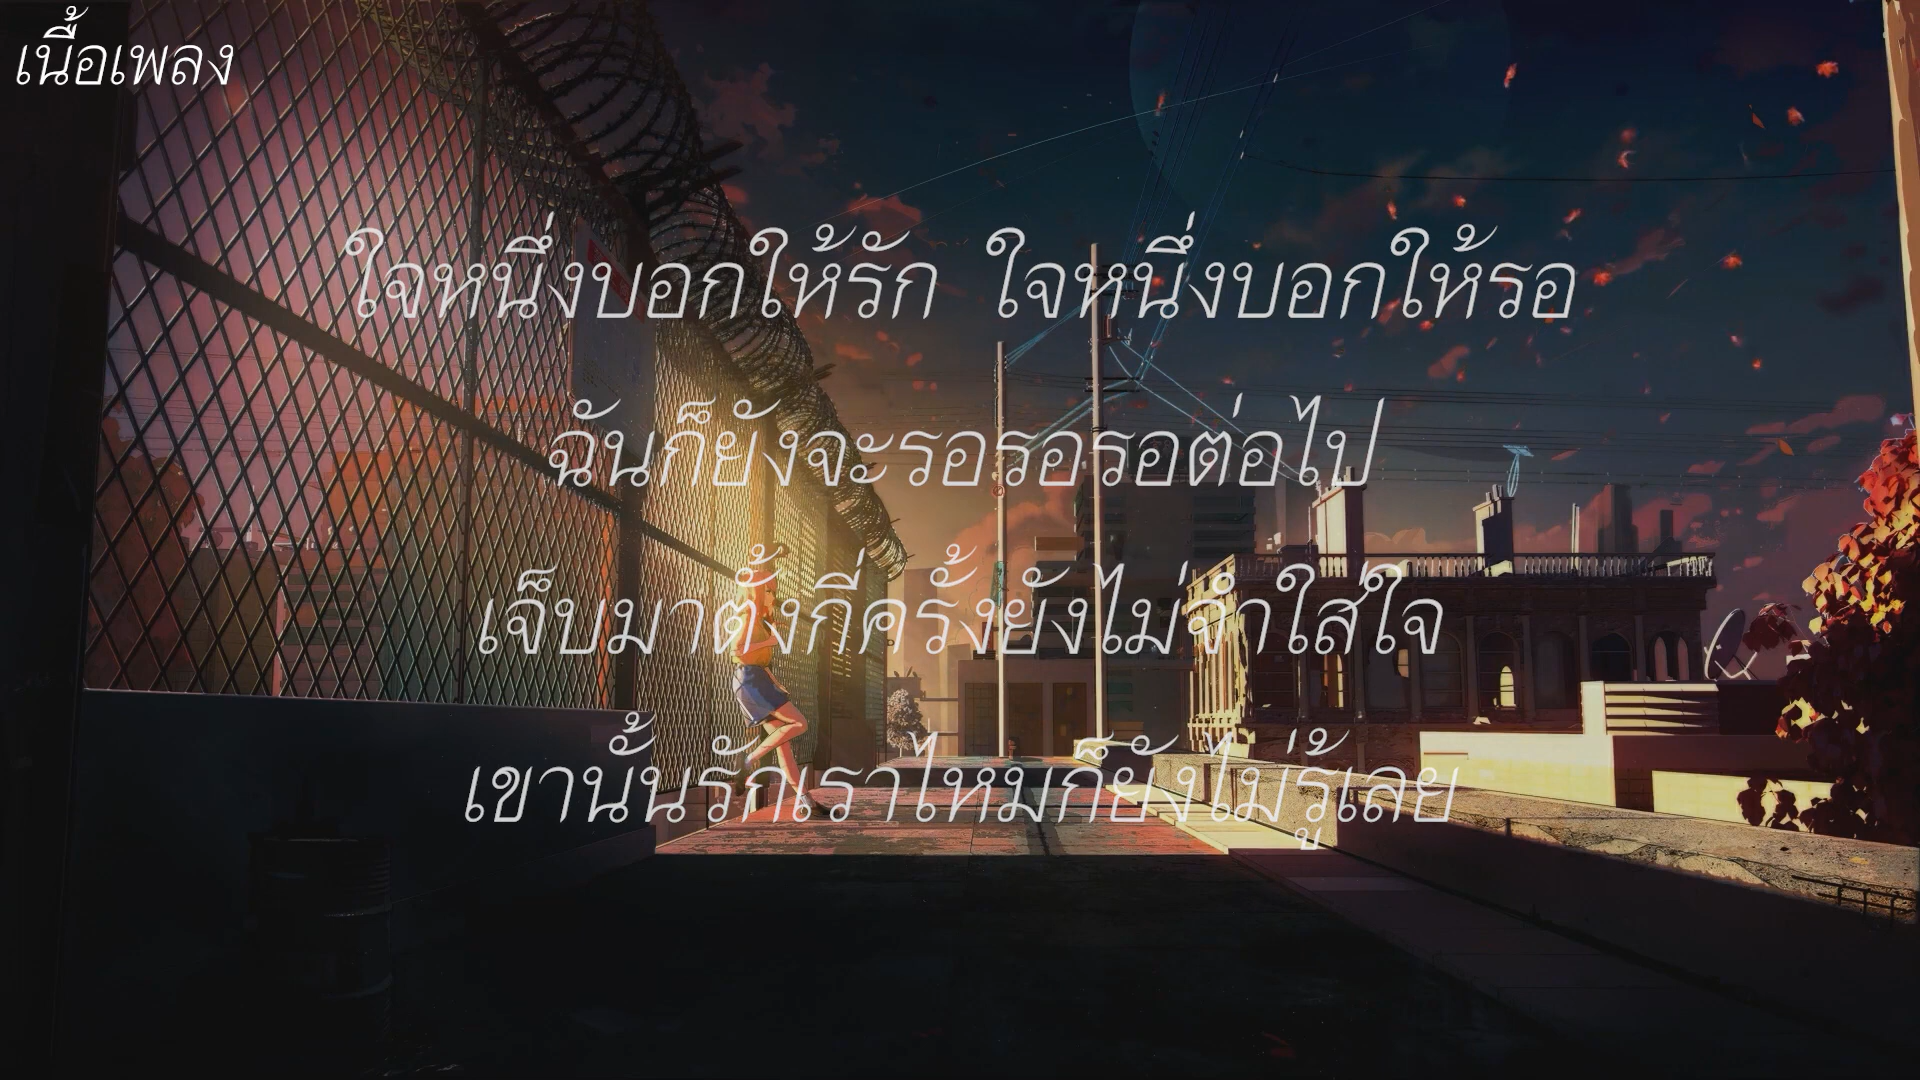 เนื้อเพลง
ใจหนึ่งบอกให้รัก ใจหนึ่งบอกให้รอ
ฉันก็ยังจะรอรอรอต่อไป
เจ็บมาตั้งกี่ครั้งยังไม่จำใส่ใจ
เขานั้นรักเราไหมก็ยังไม่รู้เลย